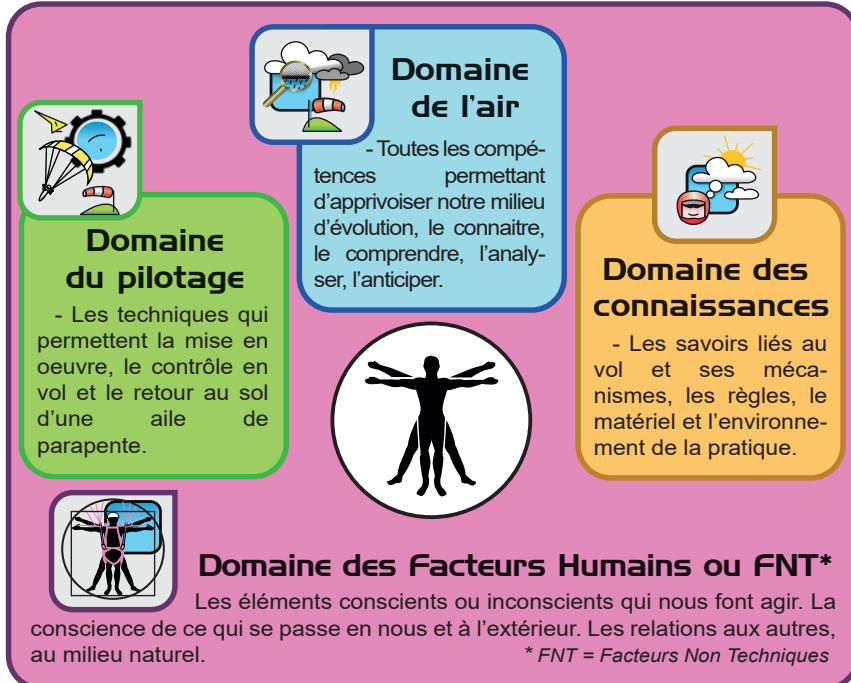 Domaine
de l'air
- Toutes les compé-
tences permettant
d'apprivoiser notre milieu
d'évolution, le connaitre,
le comprendre, l'analy-
ser, l'anticiper.
Domaine
du pilotage
- Les techniques qui
permettent la mise en
oeuvre, le contrôle en
vol et le retour au sol
d'une aile de
parapente.
Domaine des
connaissances
- Les savoirs liés au
vol et ses méca-
nismes, les règles, le
matériel et l'environne-
ment de la pratique.
Domaine des Facteurs Humains ou FNT*
Les éléments conscients ou inconscients qui nous font agir. La
conscience de ce qui se passe en nous et à l'extérieur. Les relations aux autres,
au milieu naturel.
* FNT = Facteurs Non Techniques